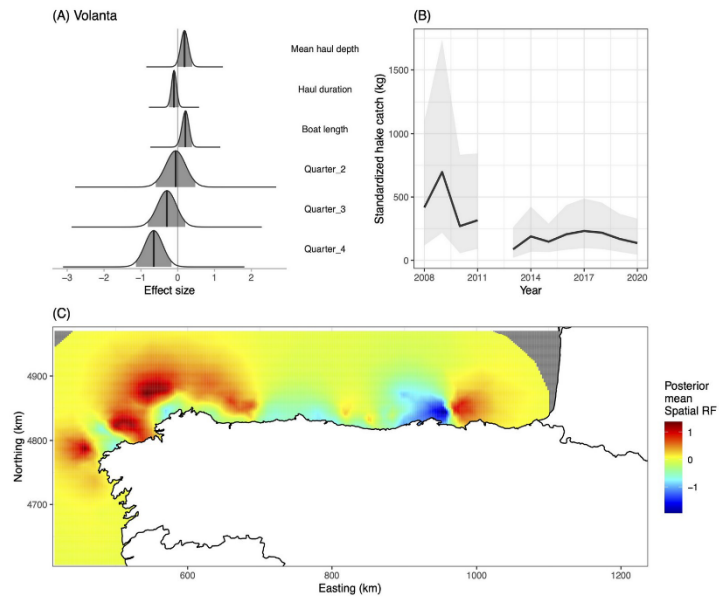 (A) Volanta
Mean haul depth
Haul duration
Boat length
Quarter_2
Quarter_3
Quarter_4
−3 −2 −1 0 1 2
Effect size
(B)
Standardized hake catch (kg)
1500
1000
500
0
2008 2011 2014 2017 2020
Year
(C)
Northing (km)
4900
4800
4700
600 800 1000 1200
Easting (km)
Posterior
mean
Spatial RF
1
0
−1